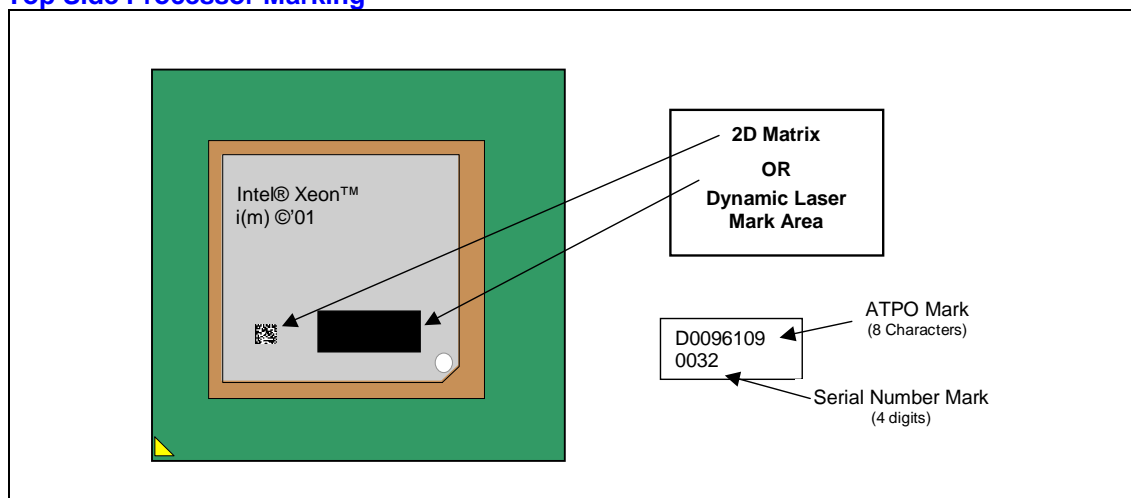 Top Side Processor Marking
Intel® Xeon™
i(m) ©'01
2D Matrix
OR
Dynamic Laser
Mark Area
D0096109
0032
ATPO Mark
(8 Characters)
Serial Number Mark
(4 digits)